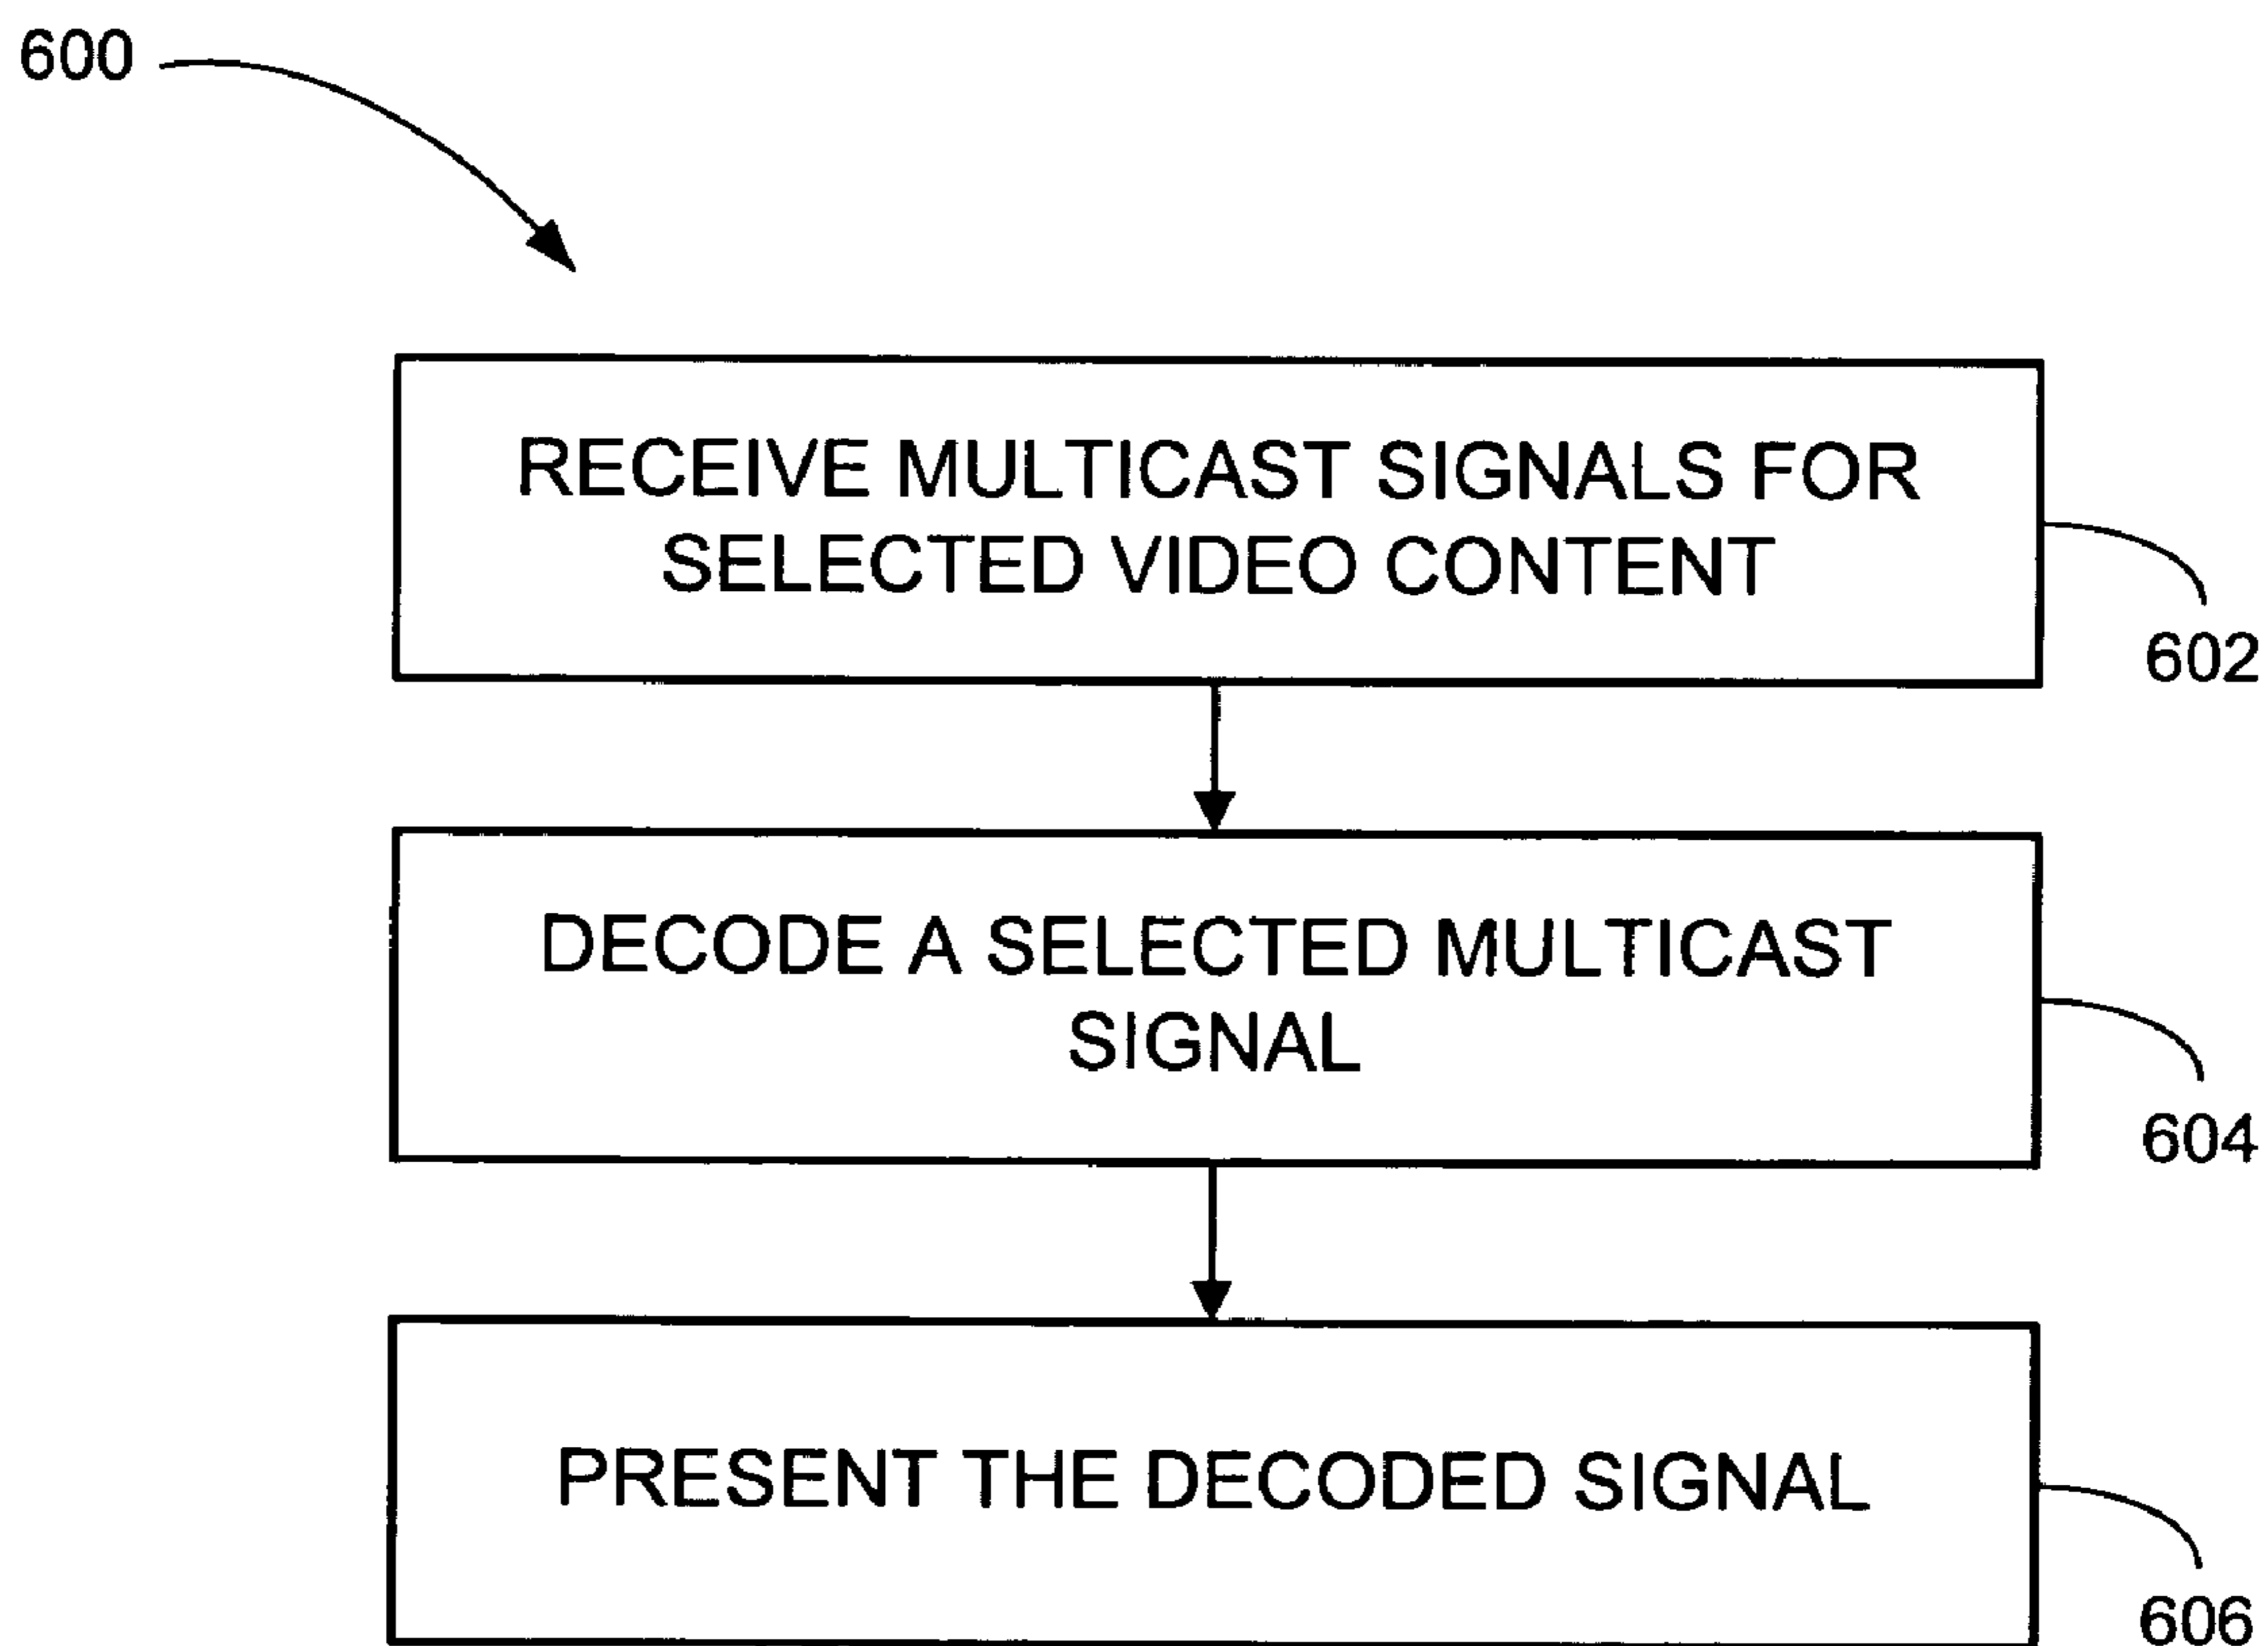 600
RECEIVE MULTICAST SIGNALS FOR
SELECTED VIDEO CONTENT
602
DECODE A SELECTED MULTICAST
SIGNAL
604
PRESENT THE DECODED SIGNAL
606